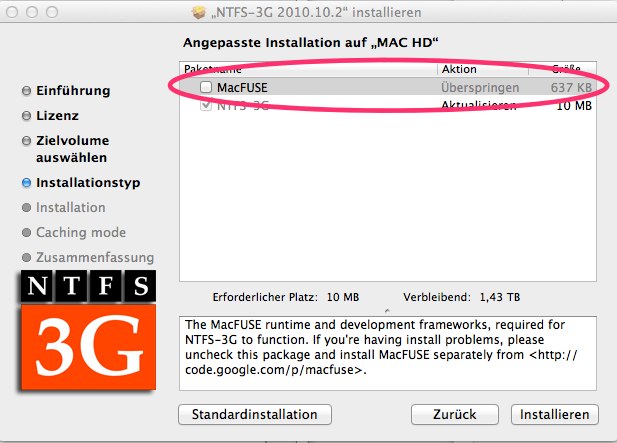 „NTFS-3G 2010.10.2“ installieren
Angepasste Installation auf „MAC HD“
Paketname Aktion Größe
MacFUSE Überspringen 637 KB
NTFS-3G Aktualisieren 10 MB
Einführung
Lizenz
Zielvolume
auswählen
Installationstyp
Installation
Caching mode
Zusammenfassung
NTFS
3G
Erforderlicher Platz: 10 MB Verbleibend: 1,43 TB
The MacFUSE runtime and development frameworks, required for
NTFS-3G to function. If you're having install problems, please
uncheck this package and install MacFUSE separately from <http://
code.google.com/p/macfuse>.
Standardinstallation Zurück Installieren